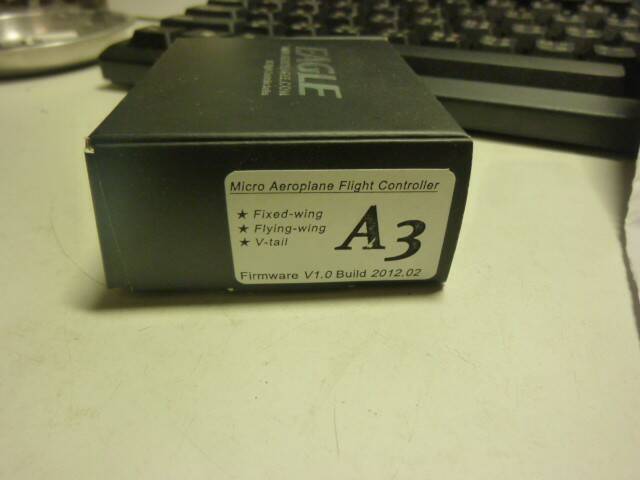 EAGLE
Micro Aeroplane Flight Controller
★ Fixed-wing
★ Flying-wing
★ V-tail
A3
Firmware V1.0 Build 2012.02